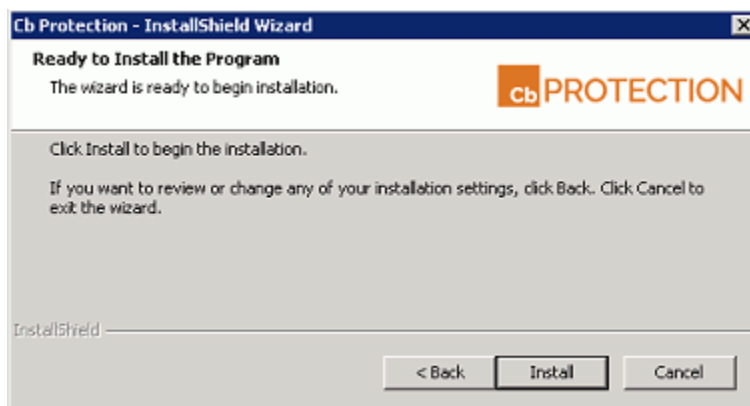 Cb Protection - InstallShield Wizard
Ready to Install the Program
The wizard is ready to begin installation.
Cb PROTECTION
Click Install to begin the installation.
If you want to review or change any of your installation settings, click Back. Click Cancel to
exit the wizard.
InstallShield
< Back Install Cancel